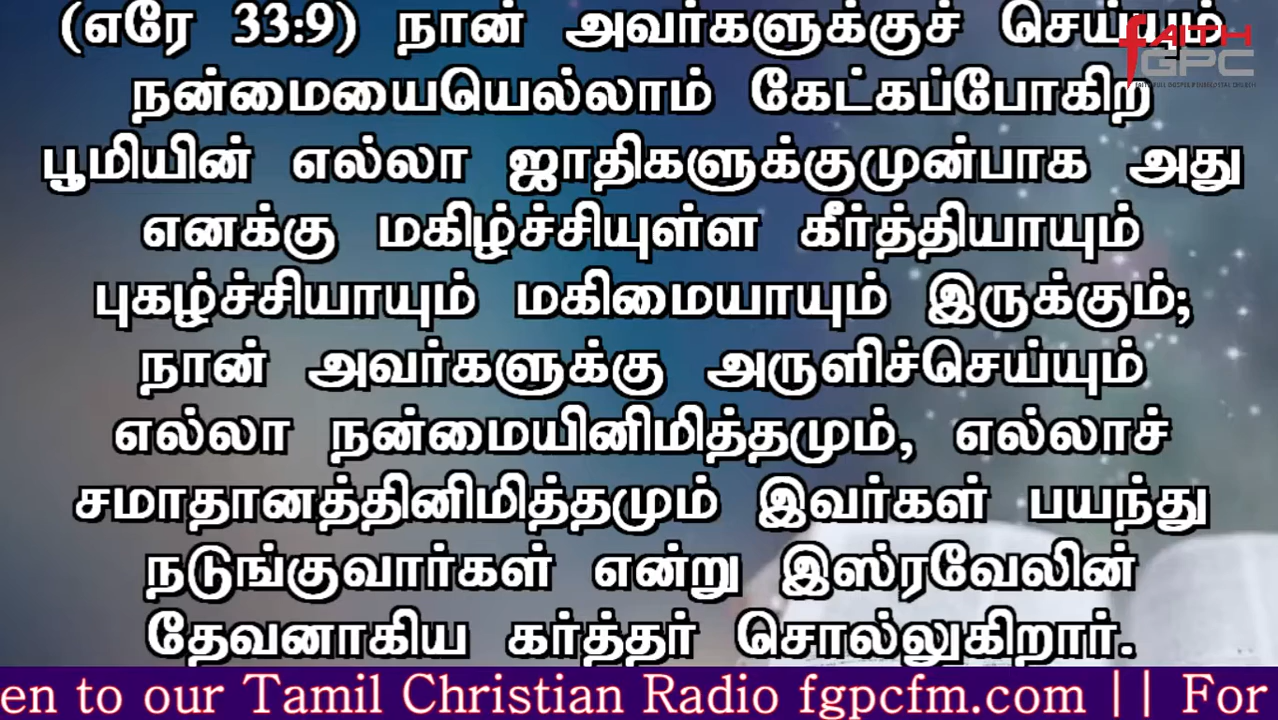 (எரே 33:9) நான் அவர்களுக்குச் செய்யும்
நன்மையையெல்லாம் கேட்கப்போகிற
பூமியின் எல்லா ஜாதிகளுக்குமுன்பாக அது
எனக்கு மகிழ்ச்சியுள்ள கீர்த்தியாயும்
புகழ்ச்சியாயும் மகிமையாயும் இருக்கும்;
நான் அவர்களுக்கு அருளிச்செய்யும்
எல்லா நன்மையினிமித்தமும், எல்லாச்
சமாதானத்தினிமித்தமும் இவர்கள் பயந்து
நடுங்குவார்கள் என்று இஸ்ரவேலின்
தேவனாகிய கர்த்தர் சொல்லுகிறார்.
fAITH
GPC
en to our Tamil Christian Radio fgpcfm.com || For